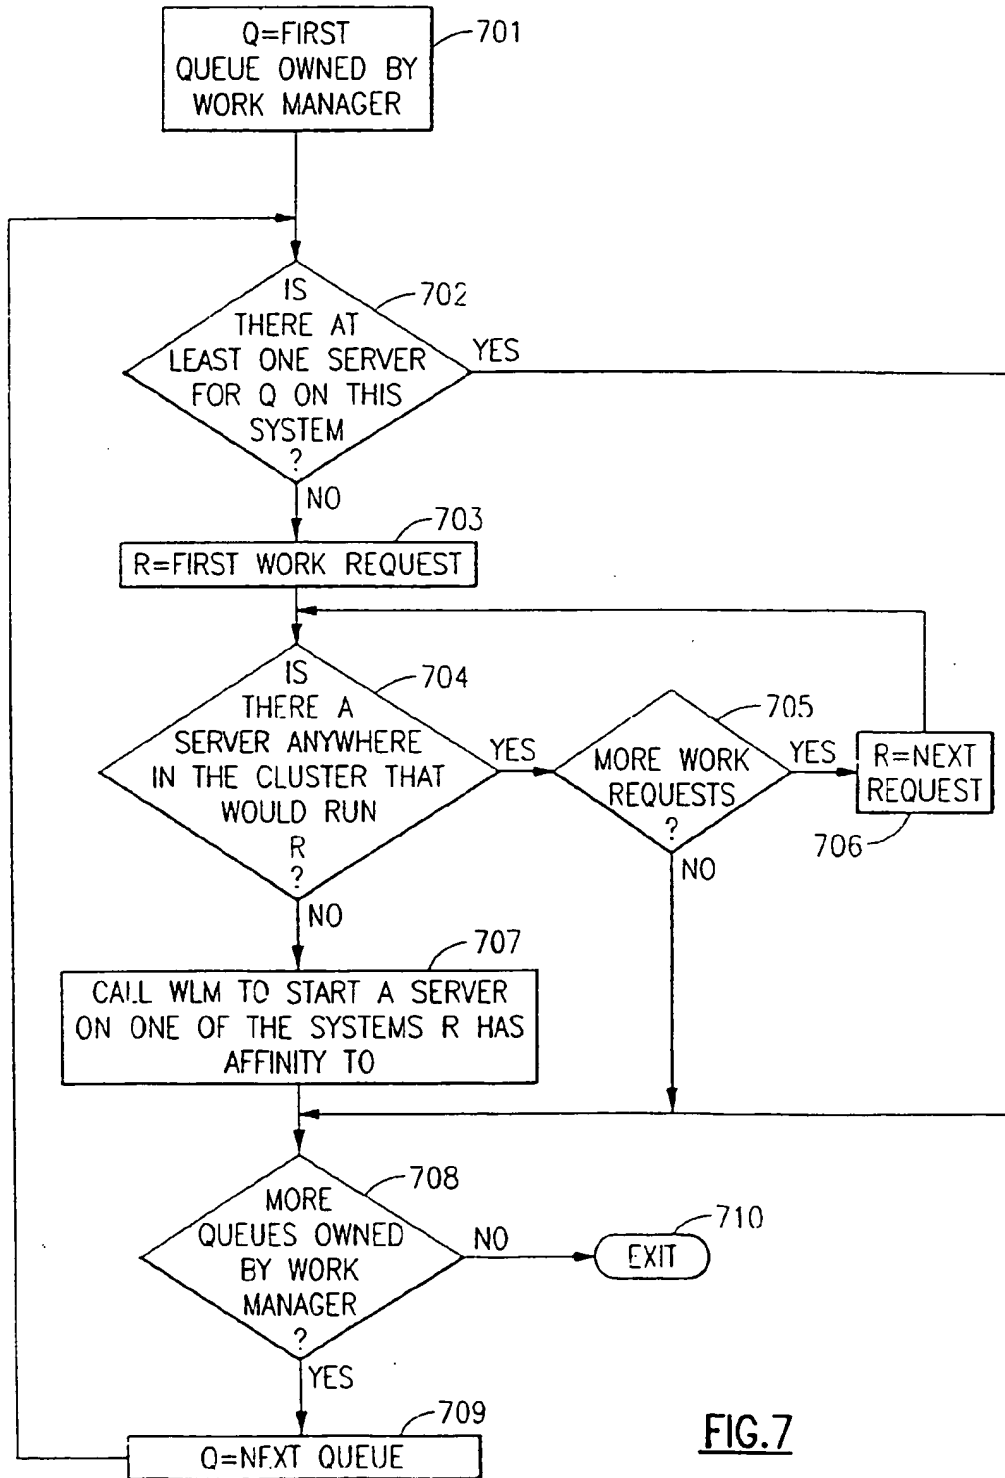 Q=FIRST
QUEUE OWNED BY
WORK MANAGER
701
IS
THERE AT
LEAST ONE SERVER
FOR Q ON THIS
SYSTEM
?
702
YES
NO
703
R=FIRST WORK REQUEST
IS
THERE A
SERVER ANYWHERE
IN THE CLUSTER THAT
WOULD RUN
R
?
704
YES
NO
705
MORE WORK
REQUESTS
?
YES
NO
R=NEXT
REQUEST
706
707
CALL WLM TO START A SERVER
ON ONE OF THE SYSTEMS R HAS
AFFINITY TO
708
MORE
QUEUES OWNED
BY WORK
MANAGER
?
NO
710
EXIT
YES
709
Q=NEXT QUEUE
FIG.7